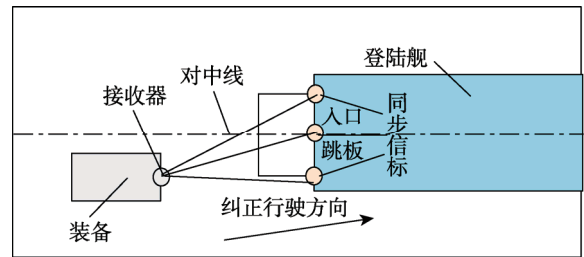 登陆舰
对中线
接收器
入口
跳板
同步信标
装备
纠正行驶方向